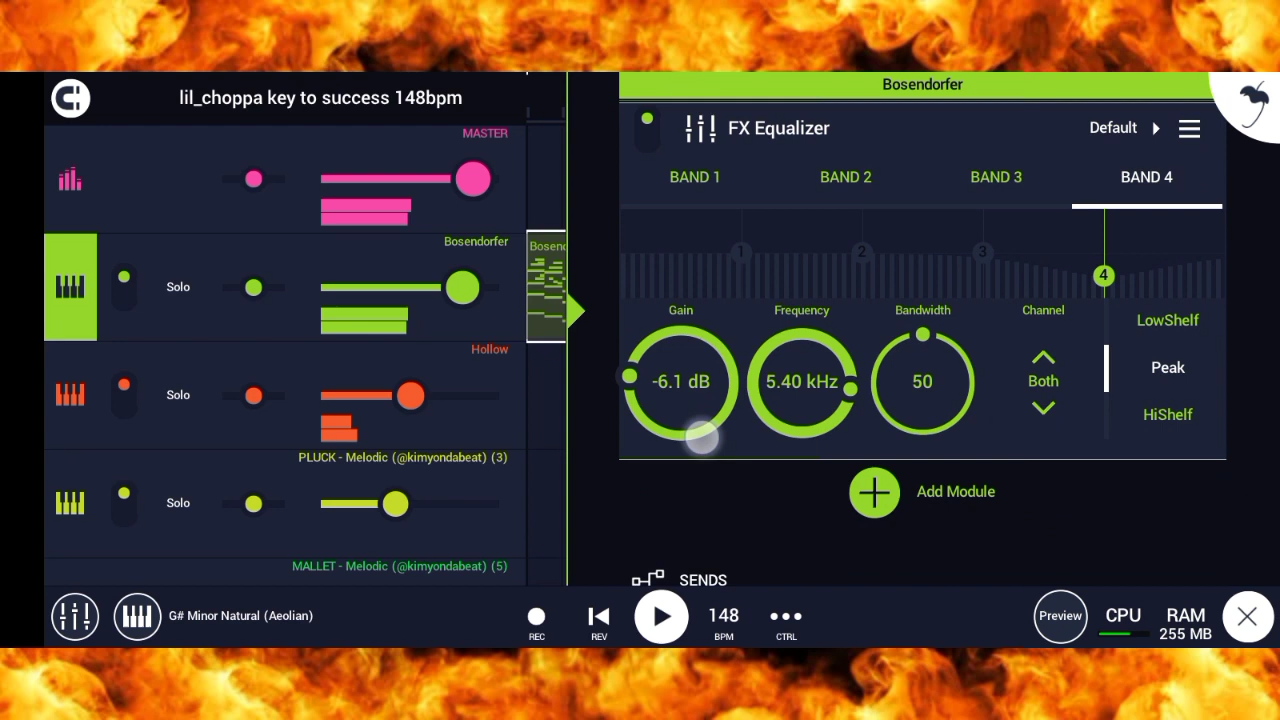 lil_choppa key to success 148bpm
MASTER
Bosendorfer
Solo
Hollow
Solo
PLUCK - Melodic (@kimyondabeat) (3)
Solo
MALLET - Melodic (@kimyondabeat) (5)
Bosend
Bosendorfer
FX Equalizer
Default
BAND 1
BAND 2
BAND 3
BAND 4
1
2
3
4
Gain
Frequency
Bandwidth
Channel
LowShelf
Peak
HiShelf
-6.1 dB
5.40 kHz
50
Both
Add Module
SENDS
G# Minor Natural (Aeolian)
REC
REV
148
BPM
CTRL
Preview
CPU
RAM
255 MB